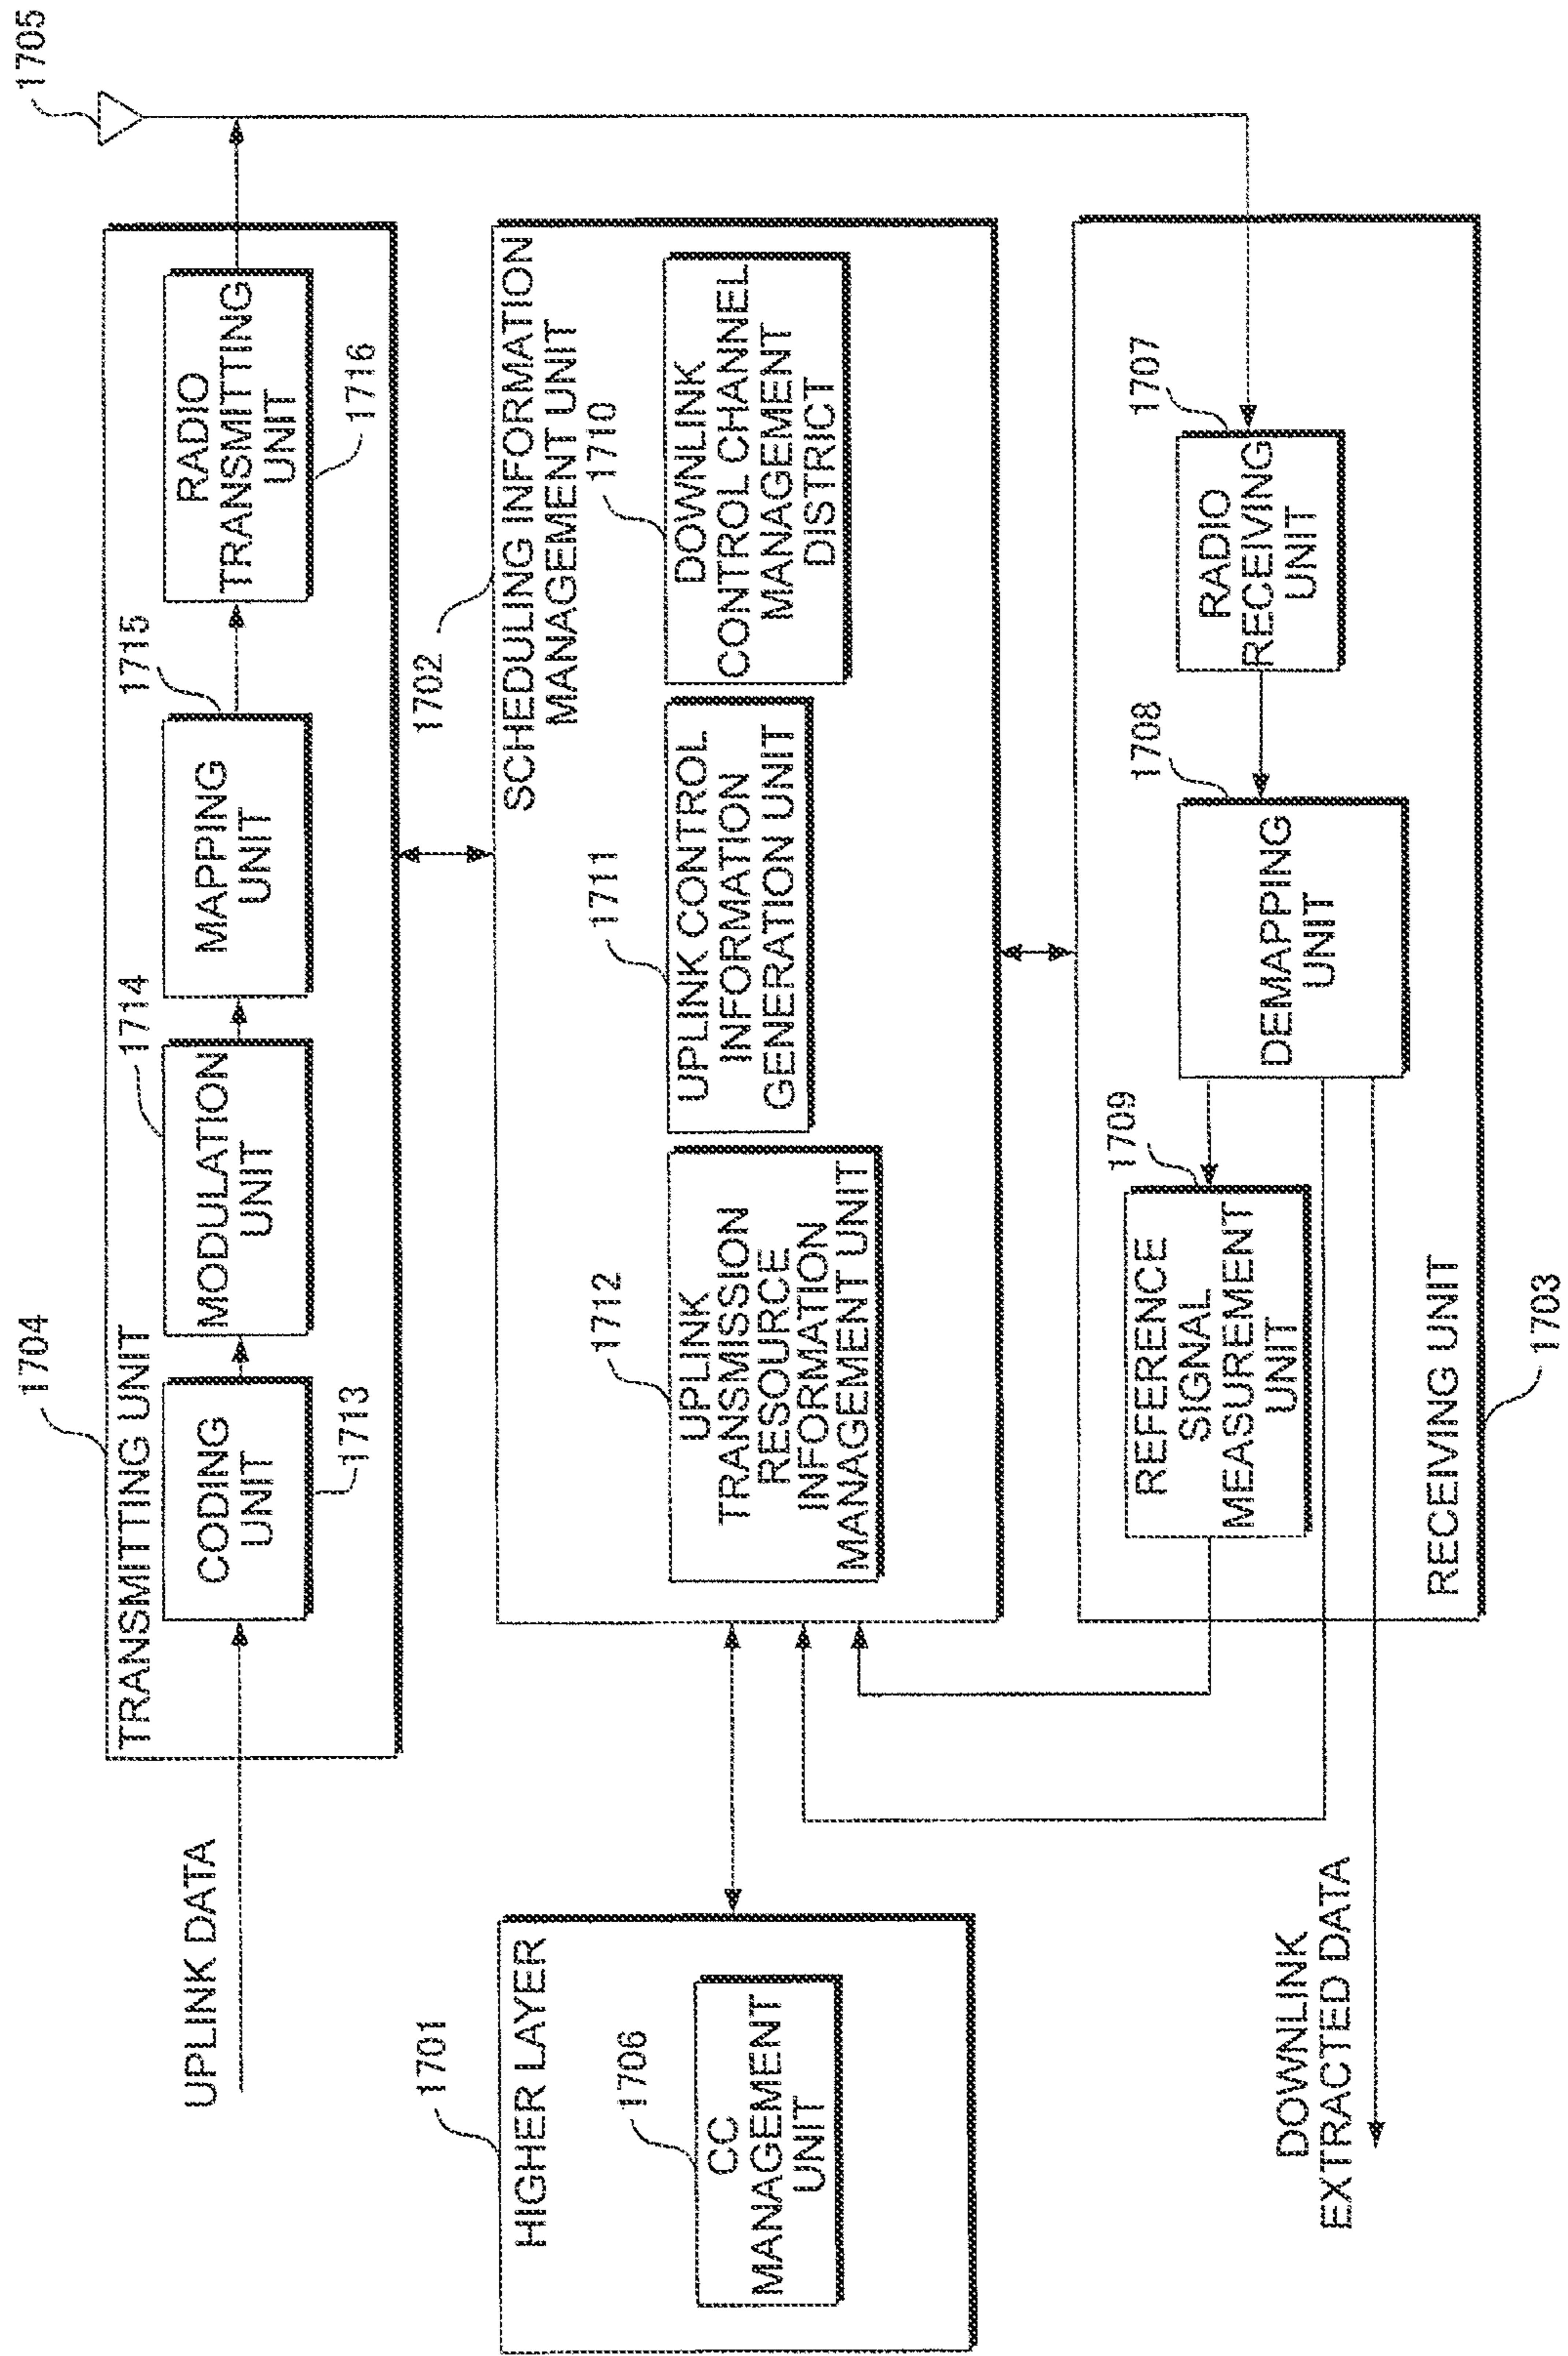 1704
TRANSMITTING UNIT
UPLINK DATA
CODING
UNIT
1713
1714
MODULATION
UNIT
1715
MAPPING
UNIT
RADIO
TRANSMITTING
UNIT
1716
1705
1701
HIGHER LAYER
1706
CC
MANAGEMENT
UNIT
1702
SCHEDULING INFORMATION
MANAGEMENT UNIT
1712
UPLINK
TRANSMISSION
RESOURCE
INFORMATION
MANAGEMENT UNIT
1711
UPLINK CONTROL
INFORMATION
GENERATION UNIT
1710
DOWNLINK
CONTROL CHANNEL
MANAGEMENT
DISTRICT
1709
REFERENCE
SIGNAL
MEASUREMENT
UNIT
1708
DEMAPPING
UNIT
1707
RADIO
RECEIVING
UNIT
DOWNLINK
EXTRACTED DATA
RECEIVING UNIT
1703